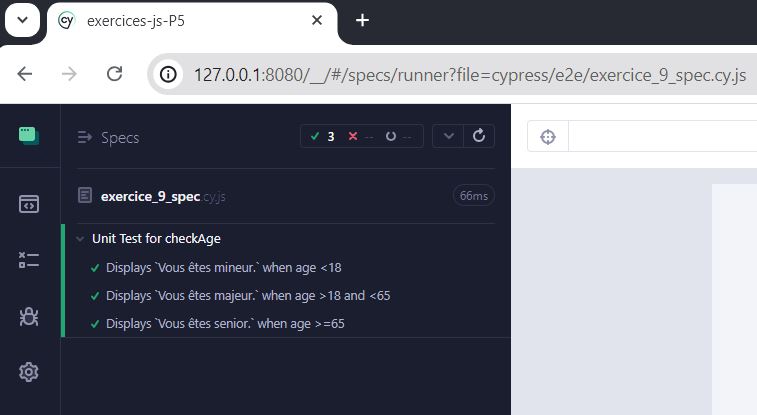 cy exercices-js-P5
127.0.0.1:8080/__/#/specs/runner?file=cypress/e2e/exercice_9_spec.cy.js
Specs
3 -- --
exercice_9_spec.cy.js 66ms
Unit Test for checkAge
Displays `Vous êtes mineur.` when age <18
Displays `Vous êtes majeur.` when age >18 and <65
Displays `Vous êtes senior.` when age >=65